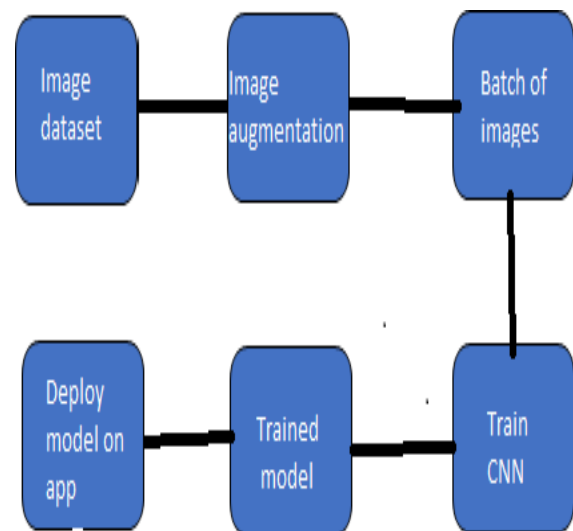 Image
dataset
Image
augmentation
Batch of
images
Deploy
model on
app
Trained
model
Train
CNN